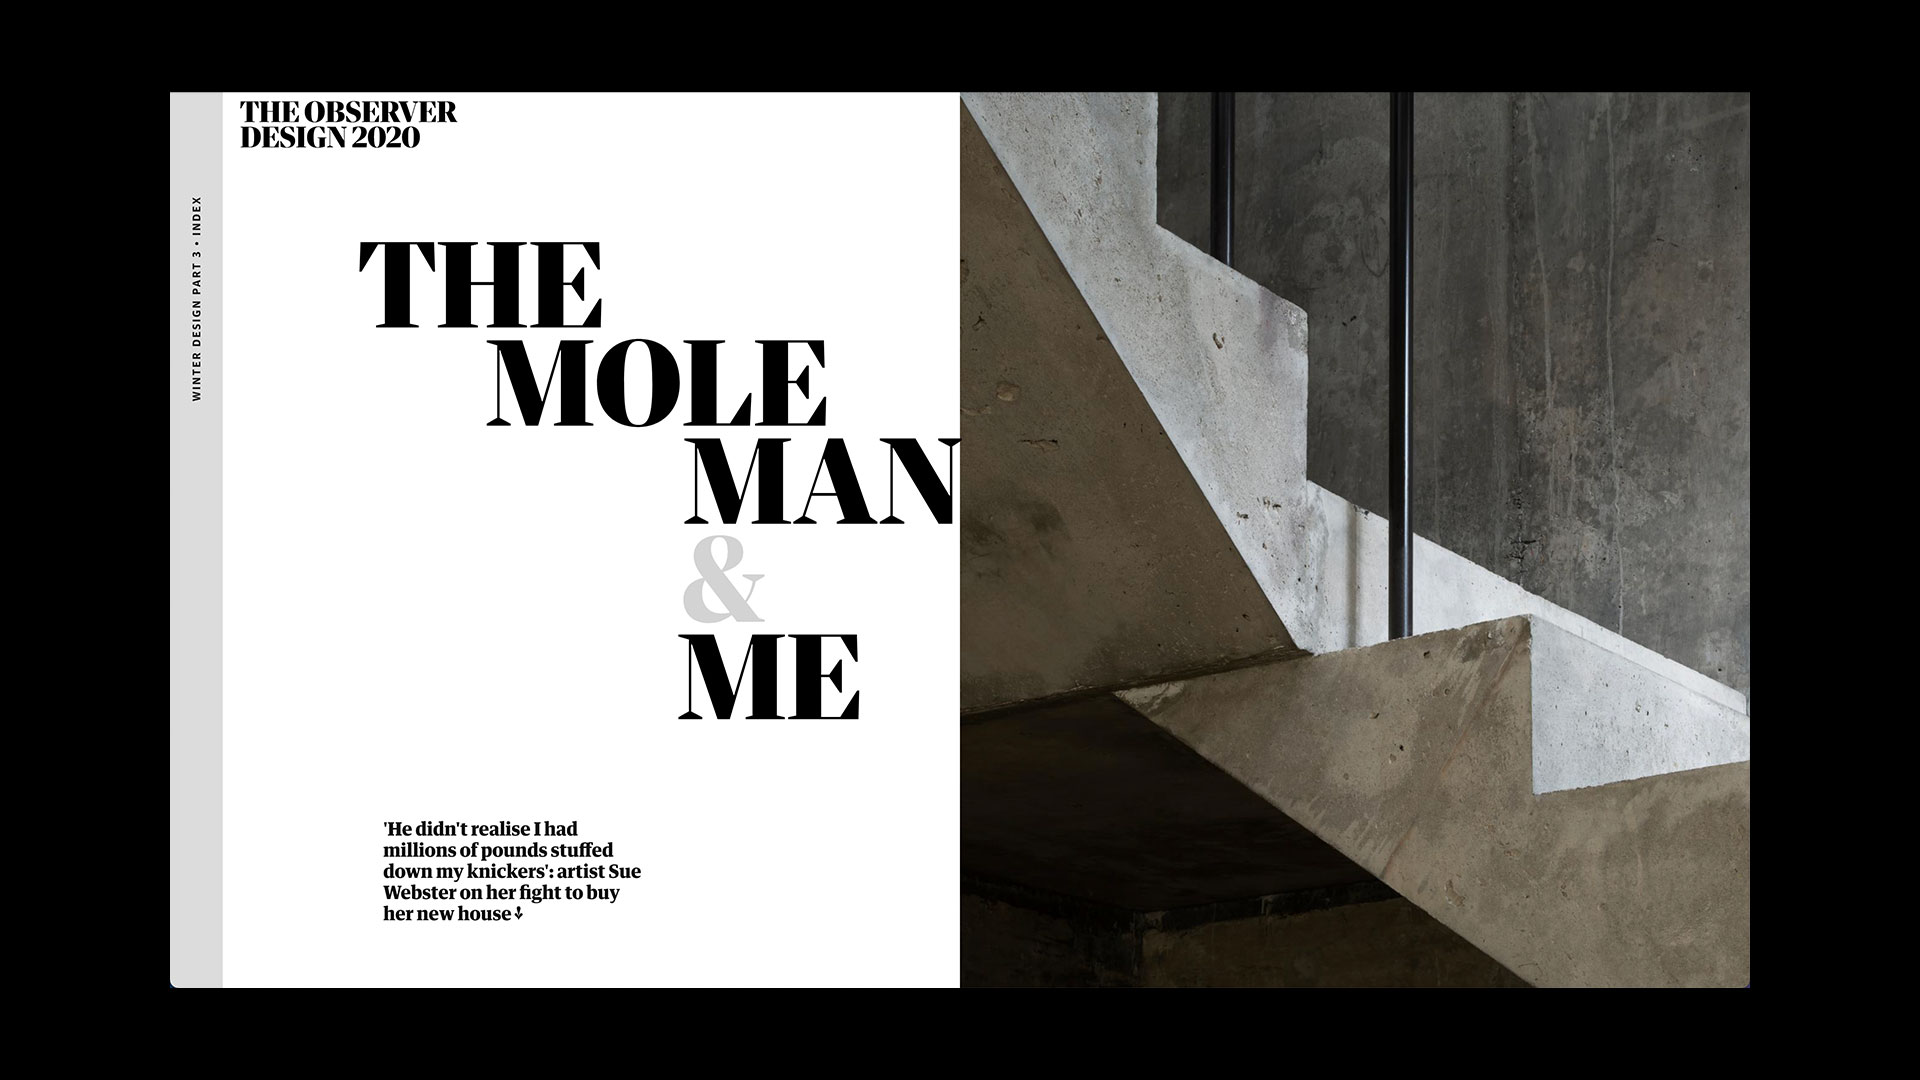 THE OBSERVER
DESIGN 2020
WINTER DESIGN PART 3 • INDEX
THE
MOLE
MAN
&
ME
'He didn't realise I had
millions of pounds stuffed
down my knickers': artist Sue
Webster on her fight to buy
her new house